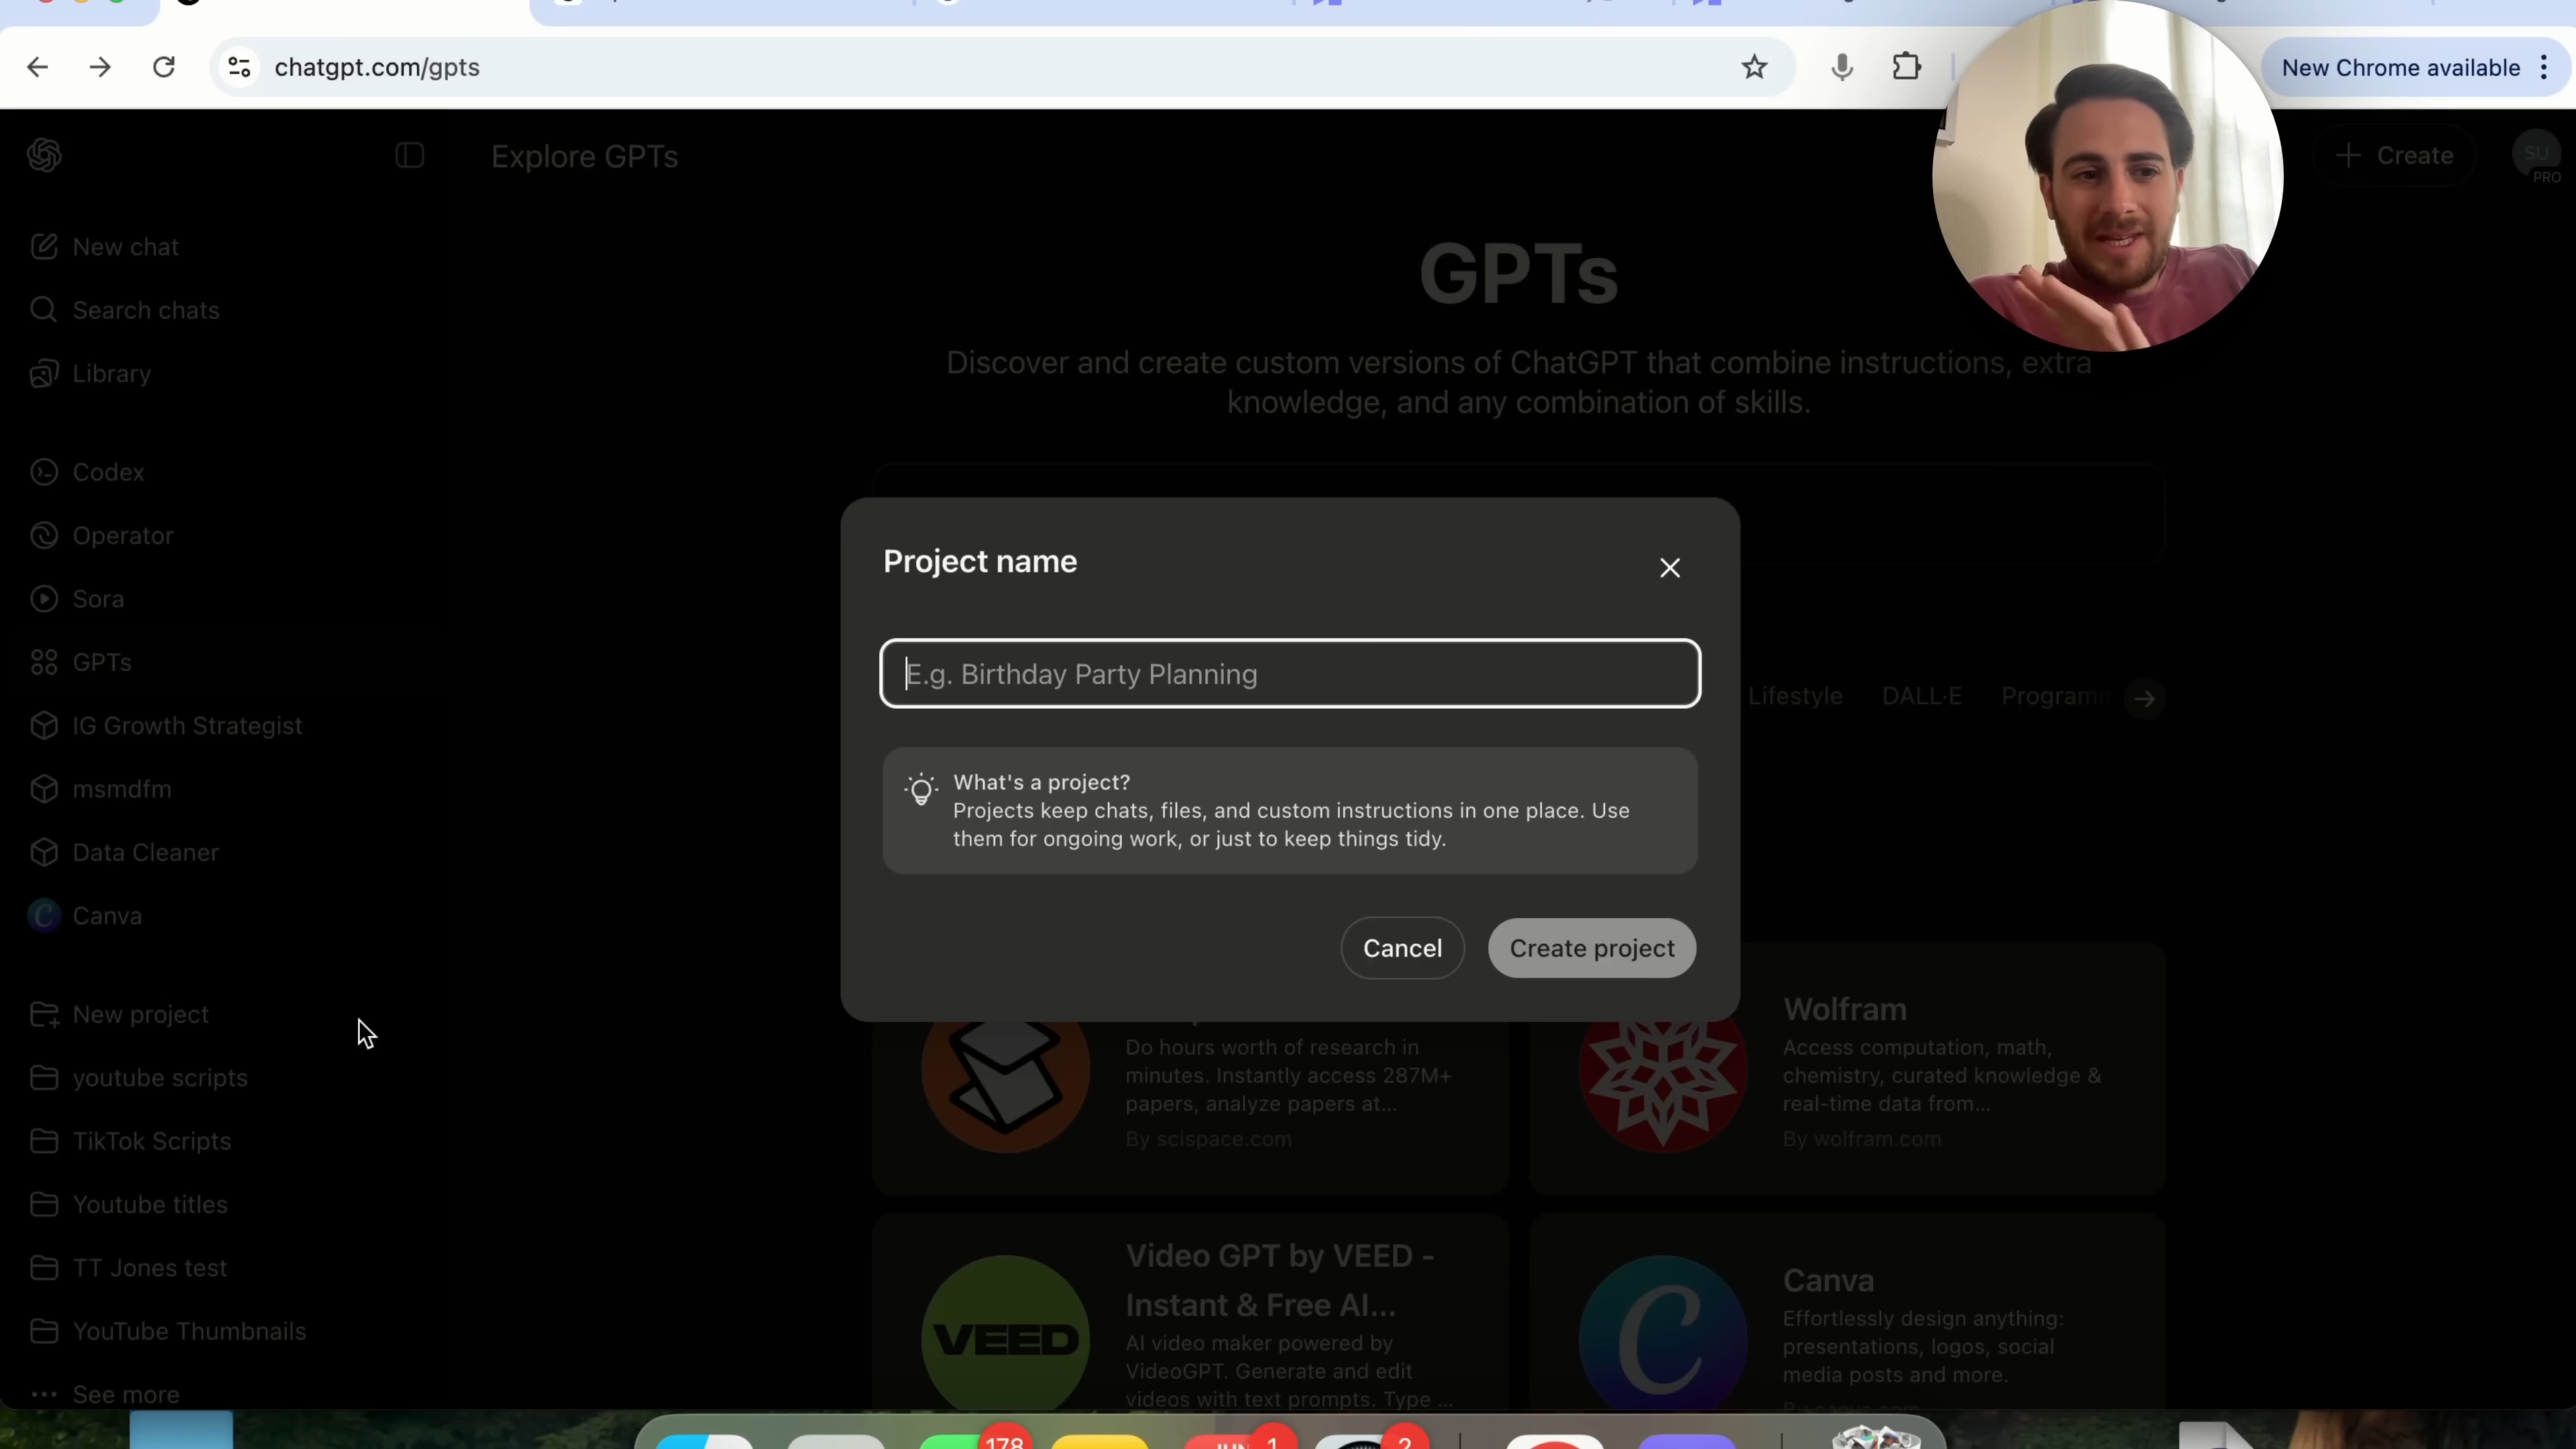 chatgpt.com/gpts
New Chrome available
Explore GPTs
Create
SU
PRO
New chat
Search chats
Library
Codex
Operator
Sora
GPTs
IG Growth Strategist
msmdfm
Data Cleaner
Canva
New project
youtube scripts
TikTok Scripts
Youtube titles
TT Jones test
YouTube Thumbnails
See more
GPTs
Discover and create custom versions of ChatGPT that combine instructions, extra
knowledge, and any combination of skills.
Project name
E.g. Birthday Party Planning
What's a project?
Projects keep chats, files, and custom instructions in one place. Use
them for ongoing work, or just to keep things tidy.
Cancel
Create project
Lifestyle
DALL·E
Do hours worth of research in
minutes. Instantly access 287M+
papers, analyze papers at...
By scispace.com
Wolfram
Access computation, math,
chemistry, curated knowledge &
real-time data from...
By wolfram.com
VEED
Video GPT by VEED -
Instant & Free AI...
AI video maker powered by
VideoGPT. Generate and edit
videos with text prompts. Type ...
C
Canva
Effortlessly design anything:
presentations, logos, social
media posts and more.
178
1
2